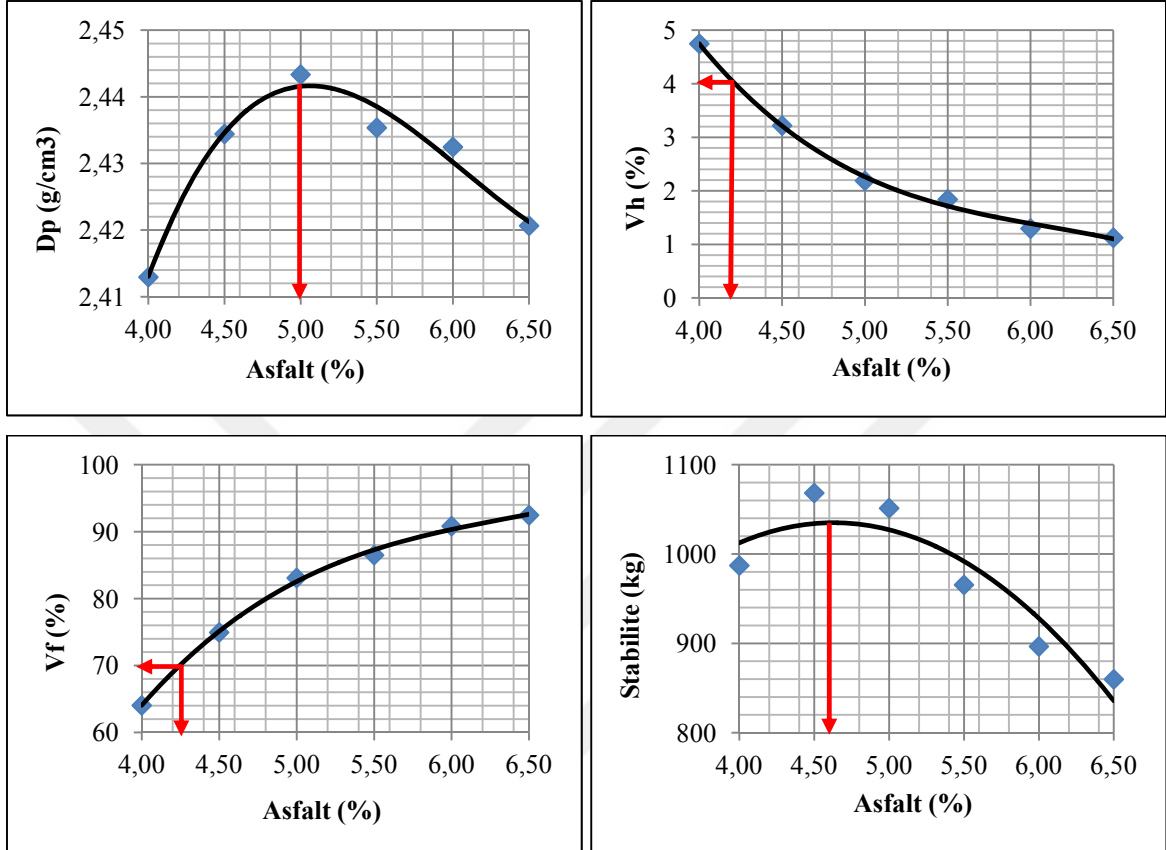 Dp (g/cm3)
2,45
2,44
2,43
2,42
2,41
4,00 4,50 5,00 5,50 6,00 6,50
Asfalt (%)
Vh (%)
5
4
3
2
1
0
4,00 4,50 5,00 5,50 6,00 6,50
Asfalt (%)
Vf (%)
100
90
80
70
60
4,00 4,50 5,00 5,50 6,00 6,50
Asfalt (%)
Stabilite (kg)
1100
1000
900
800
4,00 4,50 5,00 5,50 6,00 6,50
Asfalt (%)